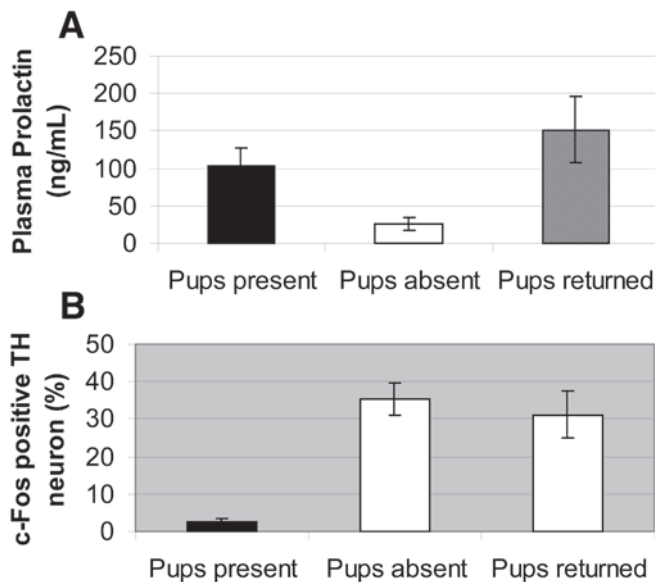 A
Plasma Prolactin
(ng/mL)
250
200
150
100
50
0
Pups present Pups absent Pups returned
B
c-Fos positive TH
neuron (%)
50
40
30
20
10
0
Pups present Pups absent Pups returned